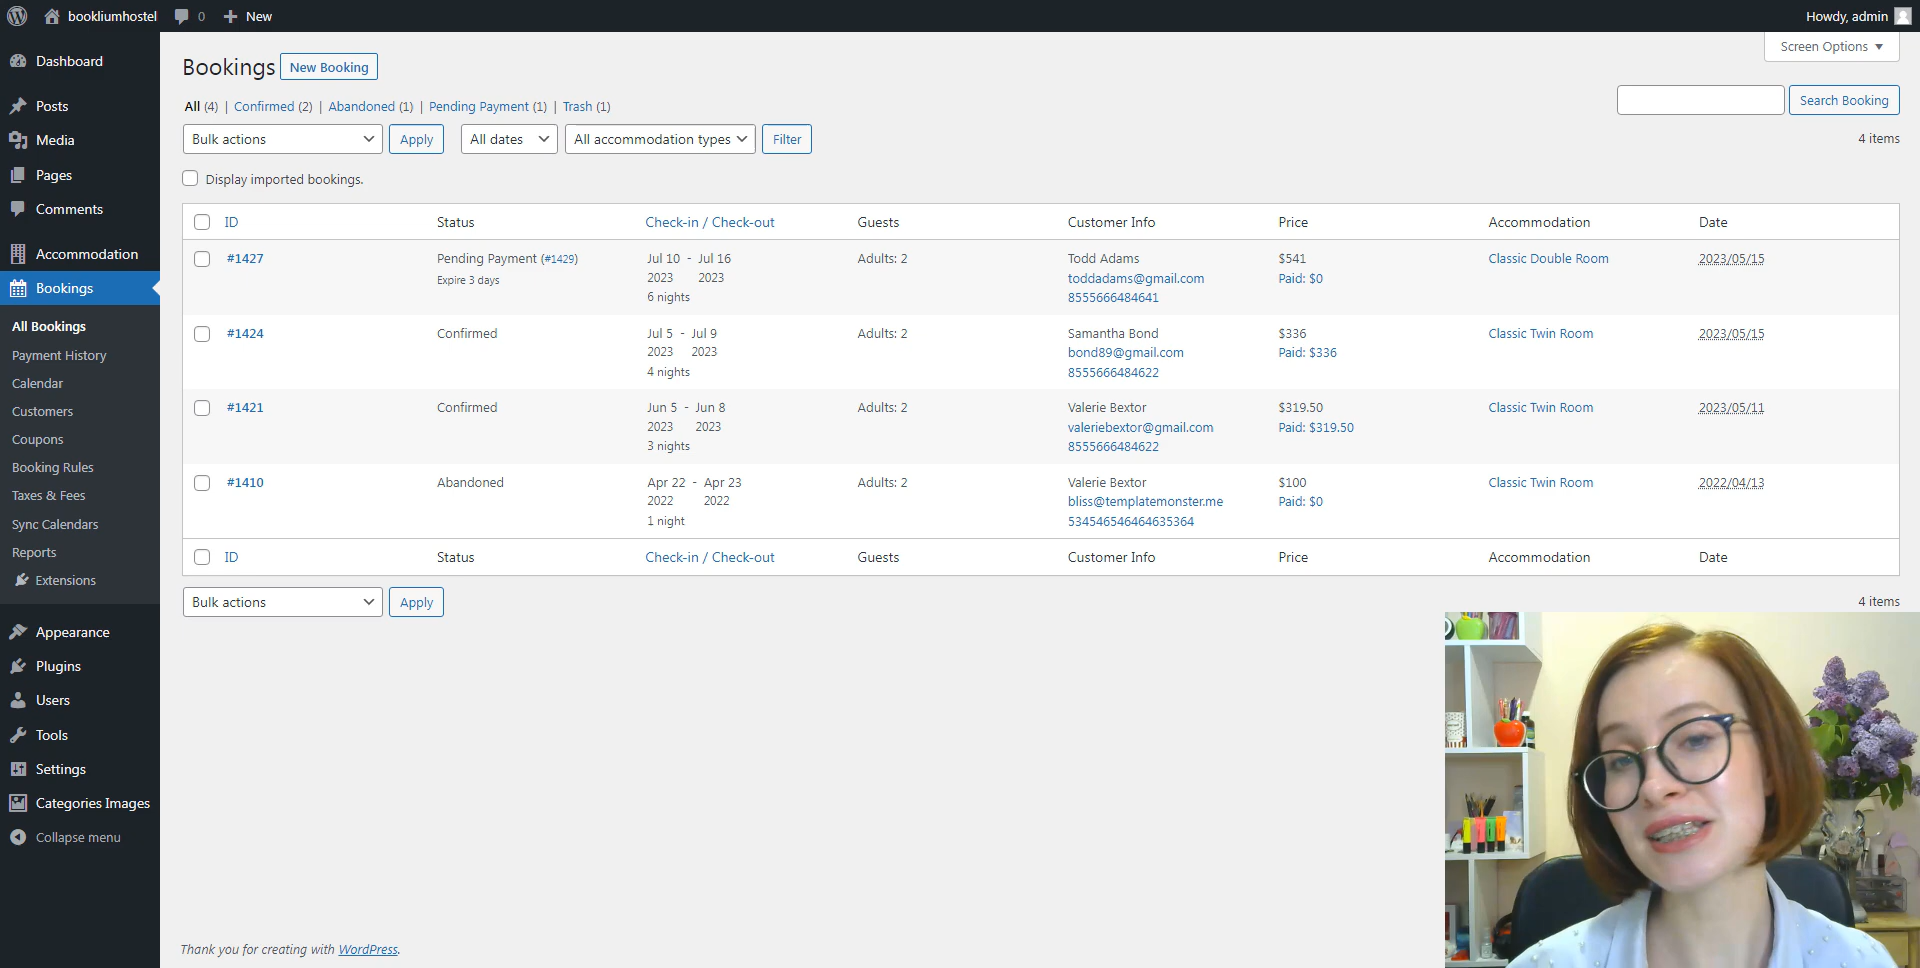 bookliumhostel 0 New Howdy, admin
Screen Options
Dashboard
Posts
Media
Pages
Comments
Accommodation
Bookings
All Bookings
Payment History
Calendar
Customers
Coupons
Booking Rules
Taxes & Fees
Sync Calendars
Reports
Extensions
Appearance
Plugins
Users
Tools
Settings
Categories Images
Collapse menu
Bookings New Booking
All (4) | Confirmed (2) | Abandoned (1) | Pending Payment (1) | Trash (1)
Search Booking
Bulk actions Apply All dates All accommodation types Filter
4 items
Display imported bookings.
ID Status Check-in / Check-out Guests Customer Info Price Accommodation Date
#1427 Pending Payment (#1429) Jul 10 - Jul 16 Adults: 2 Todd Adams $541 Classic Double Room 2023/05/15
Expire 3 days 2023 2023 toddadams@gmail.com Paid: $0
6 nights 8555666484641
#1424 Confirmed Jul 5 - Jul 9 Adults: 2 Samantha Bond $336 Classic Twin Room 2023/05/15
2023 2023 bond89@gmail.com Paid: $336
4 nights 8555666484622
#1421 Confirmed Jun 5 - Jun 8 Adults: 2 Valerie Bextor $319.50 Classic Twin Room 2023/05/11
2023 2023 valeriebextor@gmail.com Paid: $319.50
3 nights 8555666484622
#1410 Abandoned Apr 22 - Apr 23 Adults: 2 Valerie Bextor $100 Classic Twin Room 2022/04/13
2022 2022 bliss@templatemonster.me Paid: $0
1 night 534546546464635364
ID Status Check-in / Check-out Guests Customer Info Price Accommodation Date
Bulk actions Apply
4 items
Thank you for creating with WordPress.